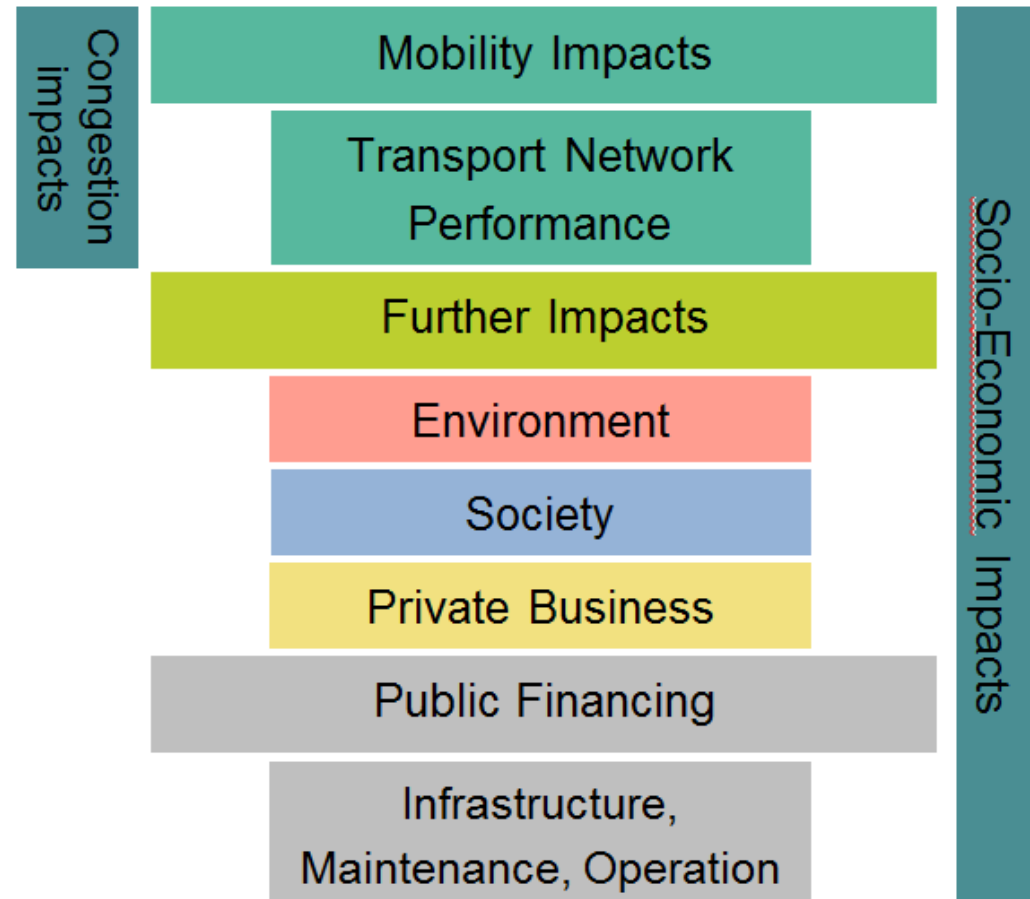 Congestion
impacts
Mobility Impacts
Transport Network
Performance
Further Impacts
Environment
Society
Private Business
Public Financing
Infrastructure,
Maintenance, Operation
Socio-Economic Impacts